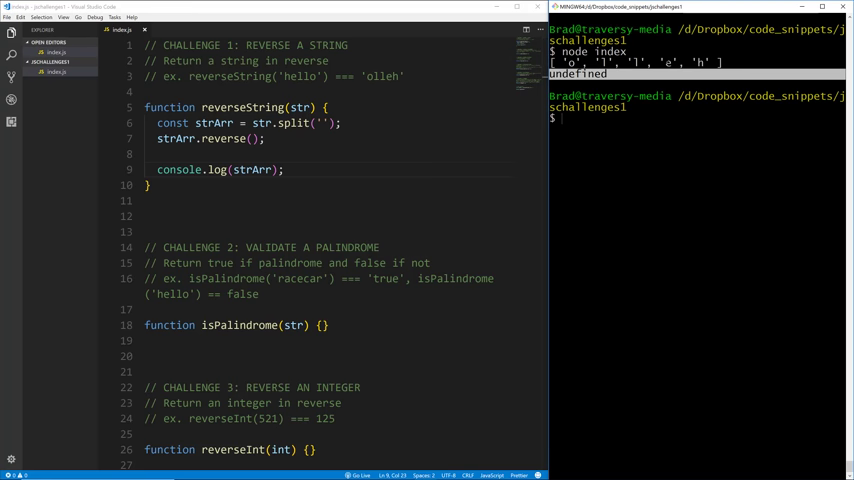 index.js - jschallenges1 - Visual Studio Code
File Edit Selection View Go Debug Tasks Help
EXPLORER
OPEN EDITORS
index.js
JSCHALLENGES1
index.js
index.js
1 // CHALLENGE 1: REVERSE A STRING
2 // Return a string in reverse
3 // ex. reverseString('hello') === 'olleh'
4
5 function reverseString(str) {
6 const strArr = str.split('');
7 strArr.reverse();
8
9 console.log(strArr);
10 }
11
12
13
14 // CHALLENGE 2: VALIDATE A PALINDROME
15 // Return true if palindrome and false if not
16 // ex. isPalindrome('racecar') === 'true', isPalindrome
('hello') == false
17
18 function isPalindrome(str) {}
19
20
21
22 // CHALLENGE 3: REVERSE AN INTEGER
23 // Return an integer in reverse
24 // ex. reverseInt(521) === 125
25
26 function reverseInt(int) {}
27
0 0
Go Live Ln 9, Col 23 Spaces: 2 UTF-8 CRLF JavaScript Prettier
MINGW64:/d/Dropbox/code_snippets/jschallenges1
Brad@traversy-media /d/Dropbox/code_snippets/j
schallenges1
$ node index
[ 'o', 'l', 'l', 'e', 'h' ]
undefined
Brad@traversy-media /d/Dropbox/code_snippets/j
schallenges1
$